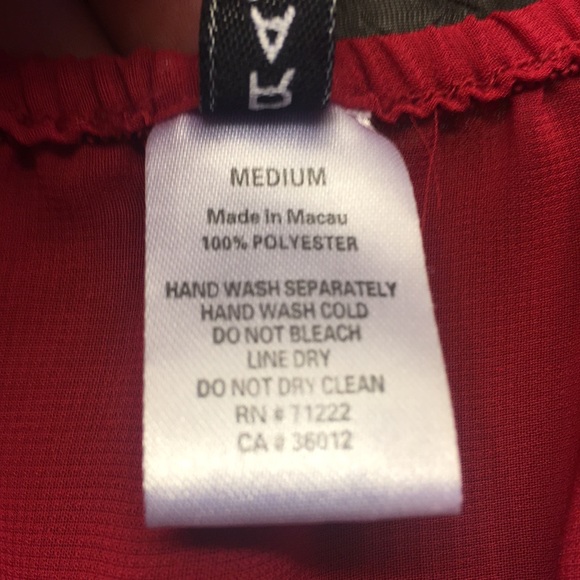 MEDIUM
Made In Macau
100% POLYESTER
HAND WASH SEPARATELY
HAND WASH COLD
DO NOT BLEACH
LINE DRY
DO NOT DRY CLEAN
RN # 71222
CA # 36012